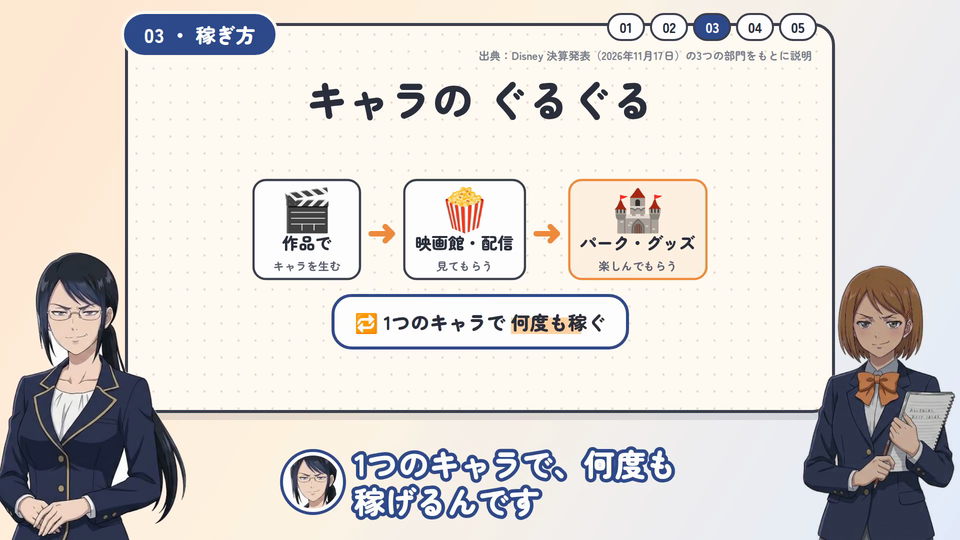 03 ・ 稼ぎ方
01 02 03 04 05
出典：Disney 決算発表（2026年11月17日）の3つの部門をもとに説明
キャラの ぐるぐる
作品で
キャラを生む
映画館・配信
見てもらう
パーク・グッズ
楽しんでもらう
1つのキャラで 何度も稼ぐ
1つのキャラで、何度も
稼げるんです